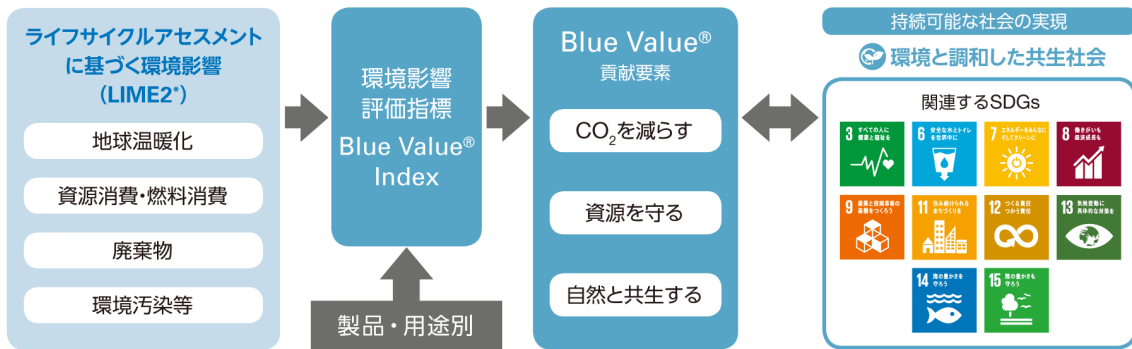 ライフサイクルアセスメント
に基づく環境影響
(LIME2*)
地球温暖化
資源消費・燃料消費
廃棄物
環境汚染等
環境影響
評価指標
Blue Value®
Index
製品・用途別
Blue Value®
貢献要素
CO₂を減らす
資源を守る
自然と共生する
持続可能な社会の実現
環境と調和した共生社会
関連するSDGs
3 すべての人に
健康と福祉を
6 安全な水とトイレ
を世界中に
7 エネルギーをみんなに
そしてクリーンに
8 働きがいも
経済成長も
9 産業と技術革新の
基盤をつくろう
11 住み続けられる
まちづくりを
12 つくる責任
つかう責任
13 気候変動に
具体的な対策を
14 海の豊かさを
守ろう
15 陸の豊かさも
守ろう